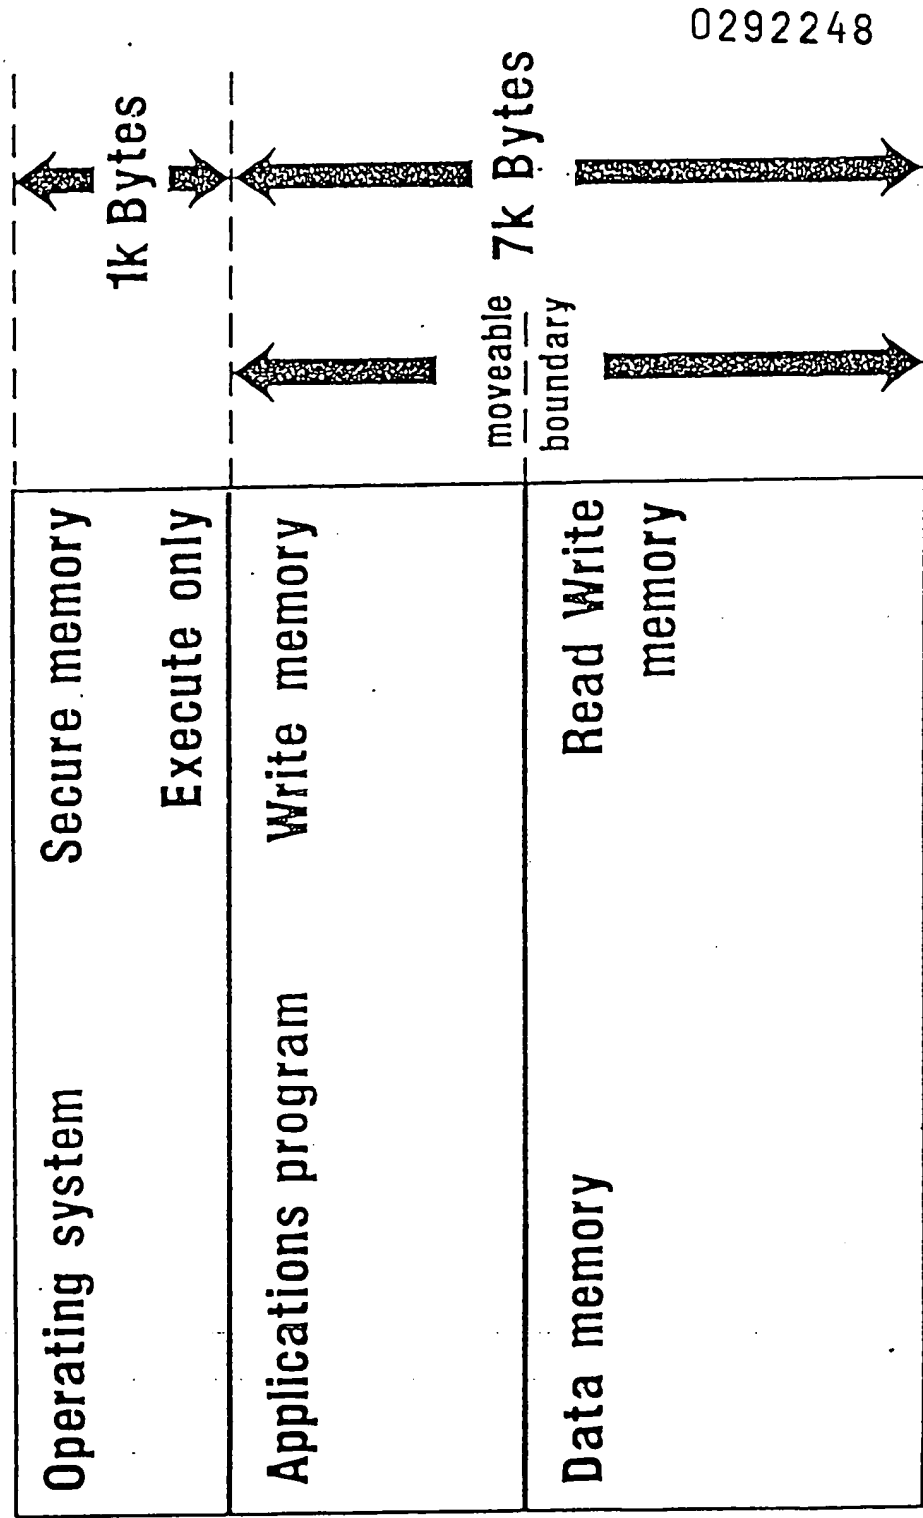 0292248
Operating system
Secure memory
Execute only
1k Bytes
Applications program
Write memory
moveable
boundary
7k Bytes
Data memory
Read Write
memory